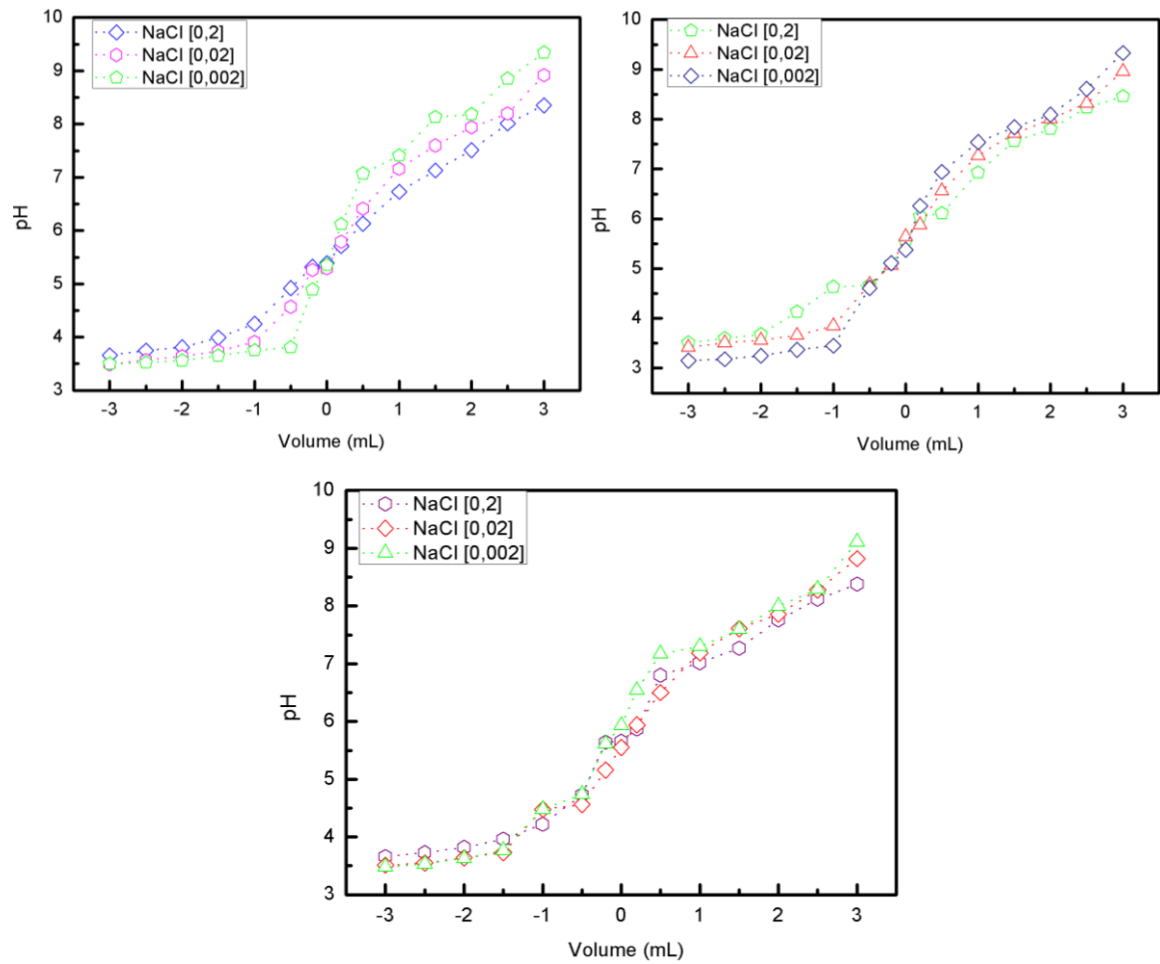 10
9
8
7
6
5
4
3
pH
NaCl [0,2]
NaCl [0,02]
NaCl [0,002]
-3 -2 -1 0 1 2 3
Volume (mL)
10
9
8
7
6
5
4
3
pH
NaCl [0,2]
NaCl [0,02]
NaCl [0,002]
-3 -2 -1 0 1 2 3
Volume (mL)
10
9
8
7
6
5
4
3
pH
NaCl [0,2]
NaCl [0,02]
NaCl [0,002]
-3 -2 -1 0 1 2 3
Volume (mL)